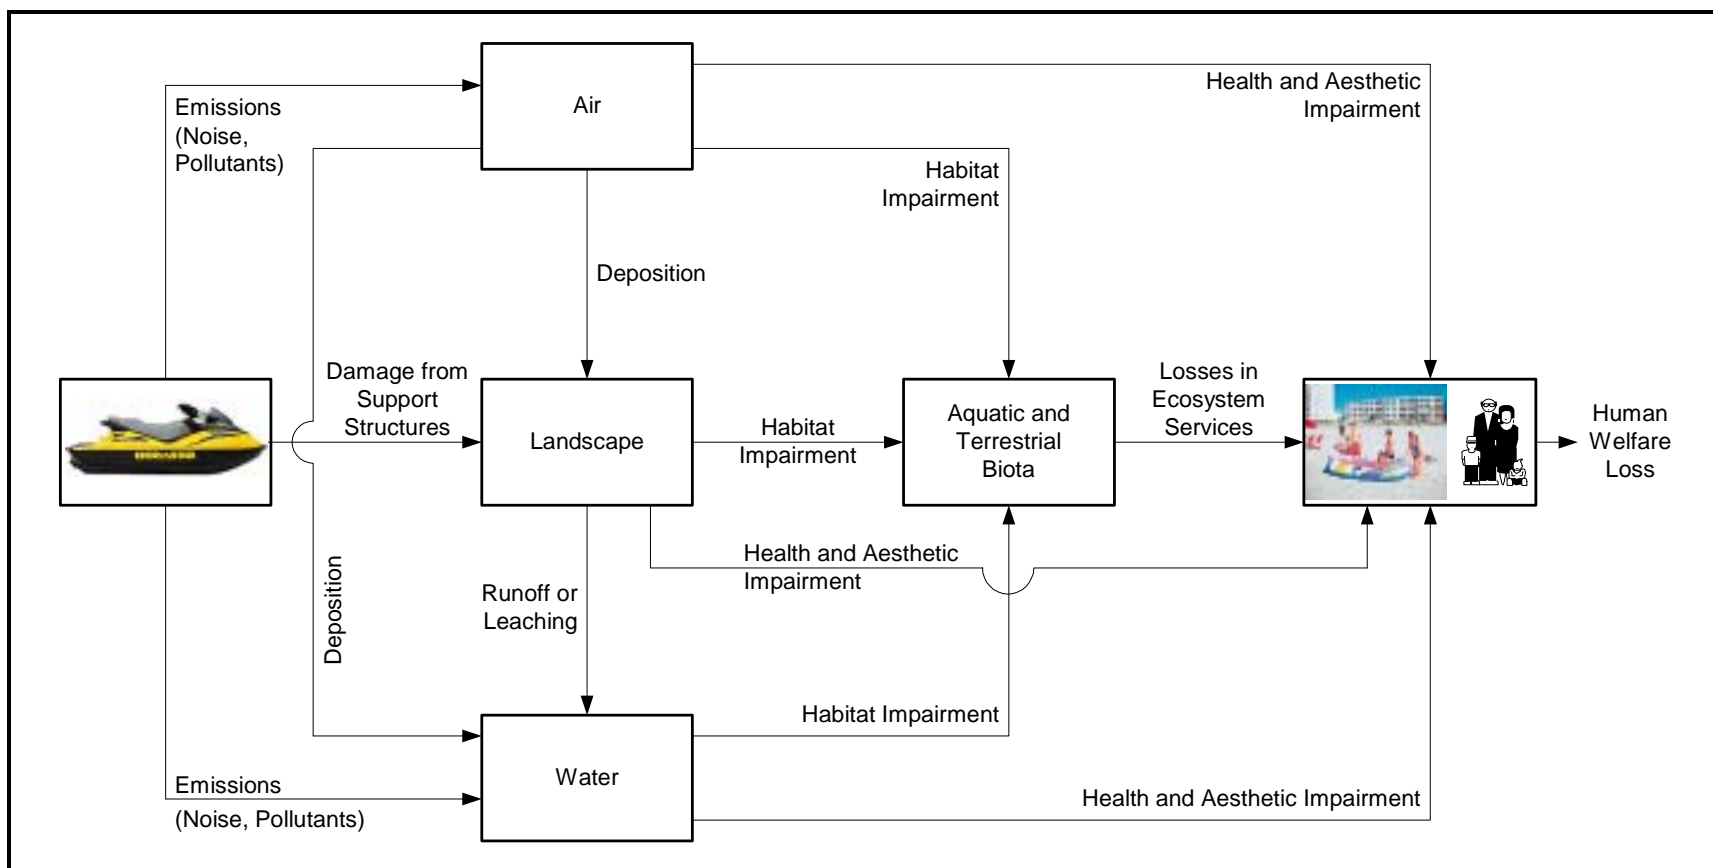 Air
Health and Aesthetic
Impairment
Emissions
(Noise,
Pollutants)
Habitat
Impairment
Deposition
Damage from
Support
Structures
Landscape
Habitat
Impairment
Aquatic and
Terrestrial
Biota
Losses in
Ecosystem
Services
Human
Welfare
Loss
Health and Aesthetic
Impairment
Deposition
Runoff or
Leaching
Habitat Impairment
Water
Emissions
(Noise, Pollutants)
Health and Aesthetic Impairment